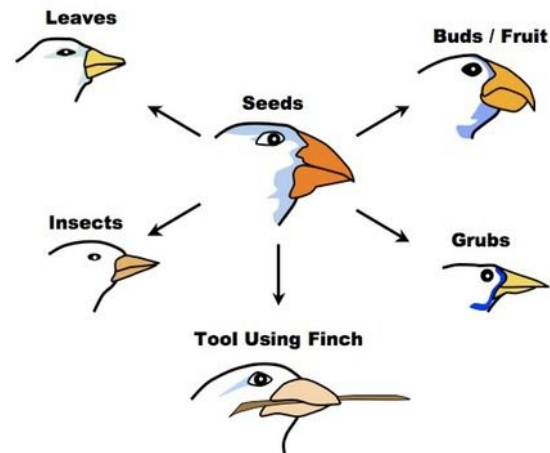 Leaves
Buds / Fruit
Seeds
Insects
Grubs
Tool Using Finch